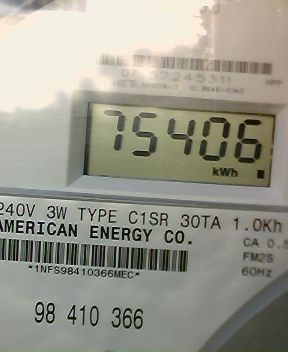 75406
kWh
240V 3W TYPE C1SR 30TA 1.0Kh
AMERICAN ENERGY CO.
CA 0.5
FM2S
60Hz
*1NFS98410366MEC*
98 410 366